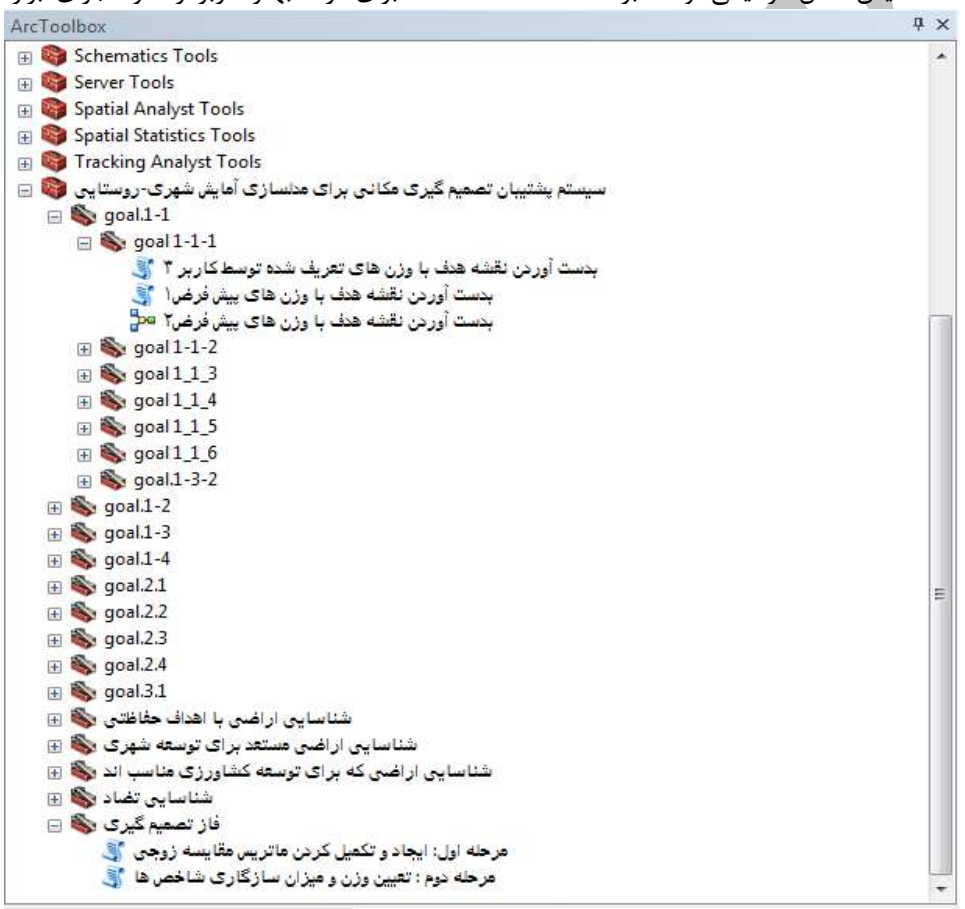 ArcToolbox
Schematics Tools
Server Tools
Spatial Analyst Tools
Spatial Statistics Tools
Tracking Analyst Tools
سیستم پشتیبان تصمیم گیری مکانی برای مدلسازی آمایش شهری-روستایی
goal.1-1
goal 1-1-1
بدست آوردن نقشه هدف با وزن های تعریف شده توسط کاربر ۳
بدست آوردن نقشه هدف با وزن های پیش فرض۱
بدست آوردن نقشه هدف با وزن های پیش فرض۲
goal 1-1-2
goal 1_1_3
goal 1_1_4
goal 1_1_5
goal 1_1_6
goal.1-3-2
goal.1-2
goal.1-3
goal.1-4
goal.2.1
goal.2.2
goal.2.3
goal.2.4
goal.3.1
شناسایی اراضی با اهداف حفاظتی
شناسایی اراضی مستعد برای توسعه شهری
شناسایی اراضی که برای توسعه کشاورزی مناسب اند
شناسایی تضاد
فاز تصمیم گیری
مرحله اول: ایجاد و تکمیل کردن ماتریس مقایسه زوجی
مرحله دوم : تعیین وزن و میزان سازگاری شاخص ها